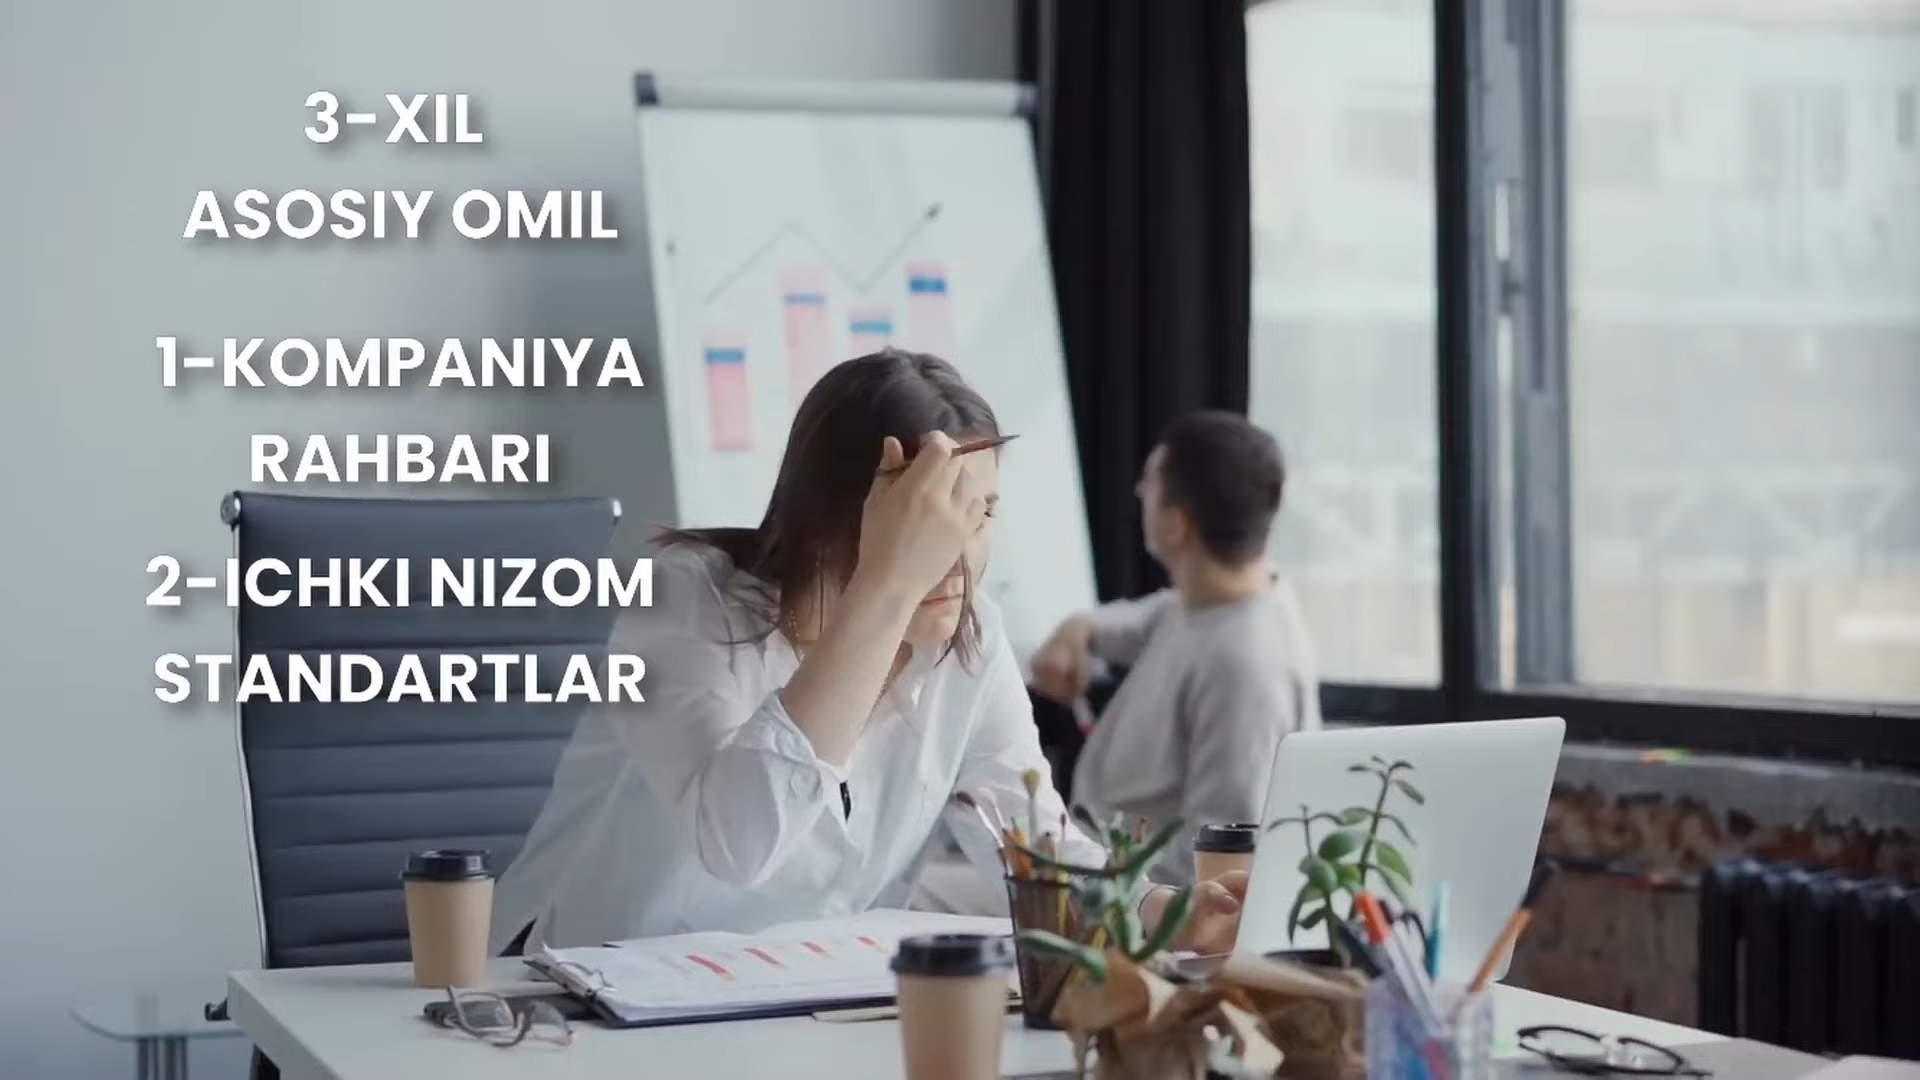 3-XIL
ASOSIY OMIL
1-KOMPANIYA
RAHBARI
2-ICHKI NIZOM
STANDARTLAR